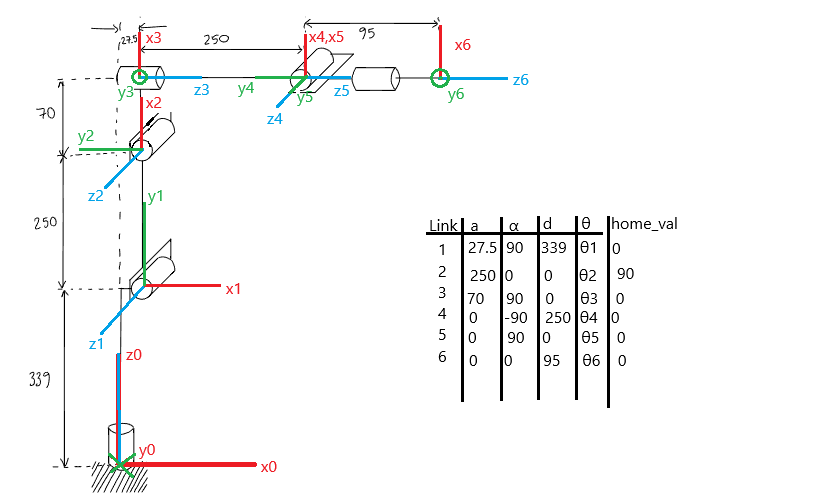 27.5
x3
250
x4,x5
95
x6
y3
z3
y4
y5
z5
z4
y6
z6
70
x2
y2
z2
y1
250
x1
z1
z0
339
y0
x0
Link a α d θ home_val
1 27.5 90 339 θ1 0
2 250 0 0 θ2 90
3 70 90 0 θ3 0
4 0 -90 250 θ4 0
5 0 90 0 θ5 0
6 0 0 95 θ6 0